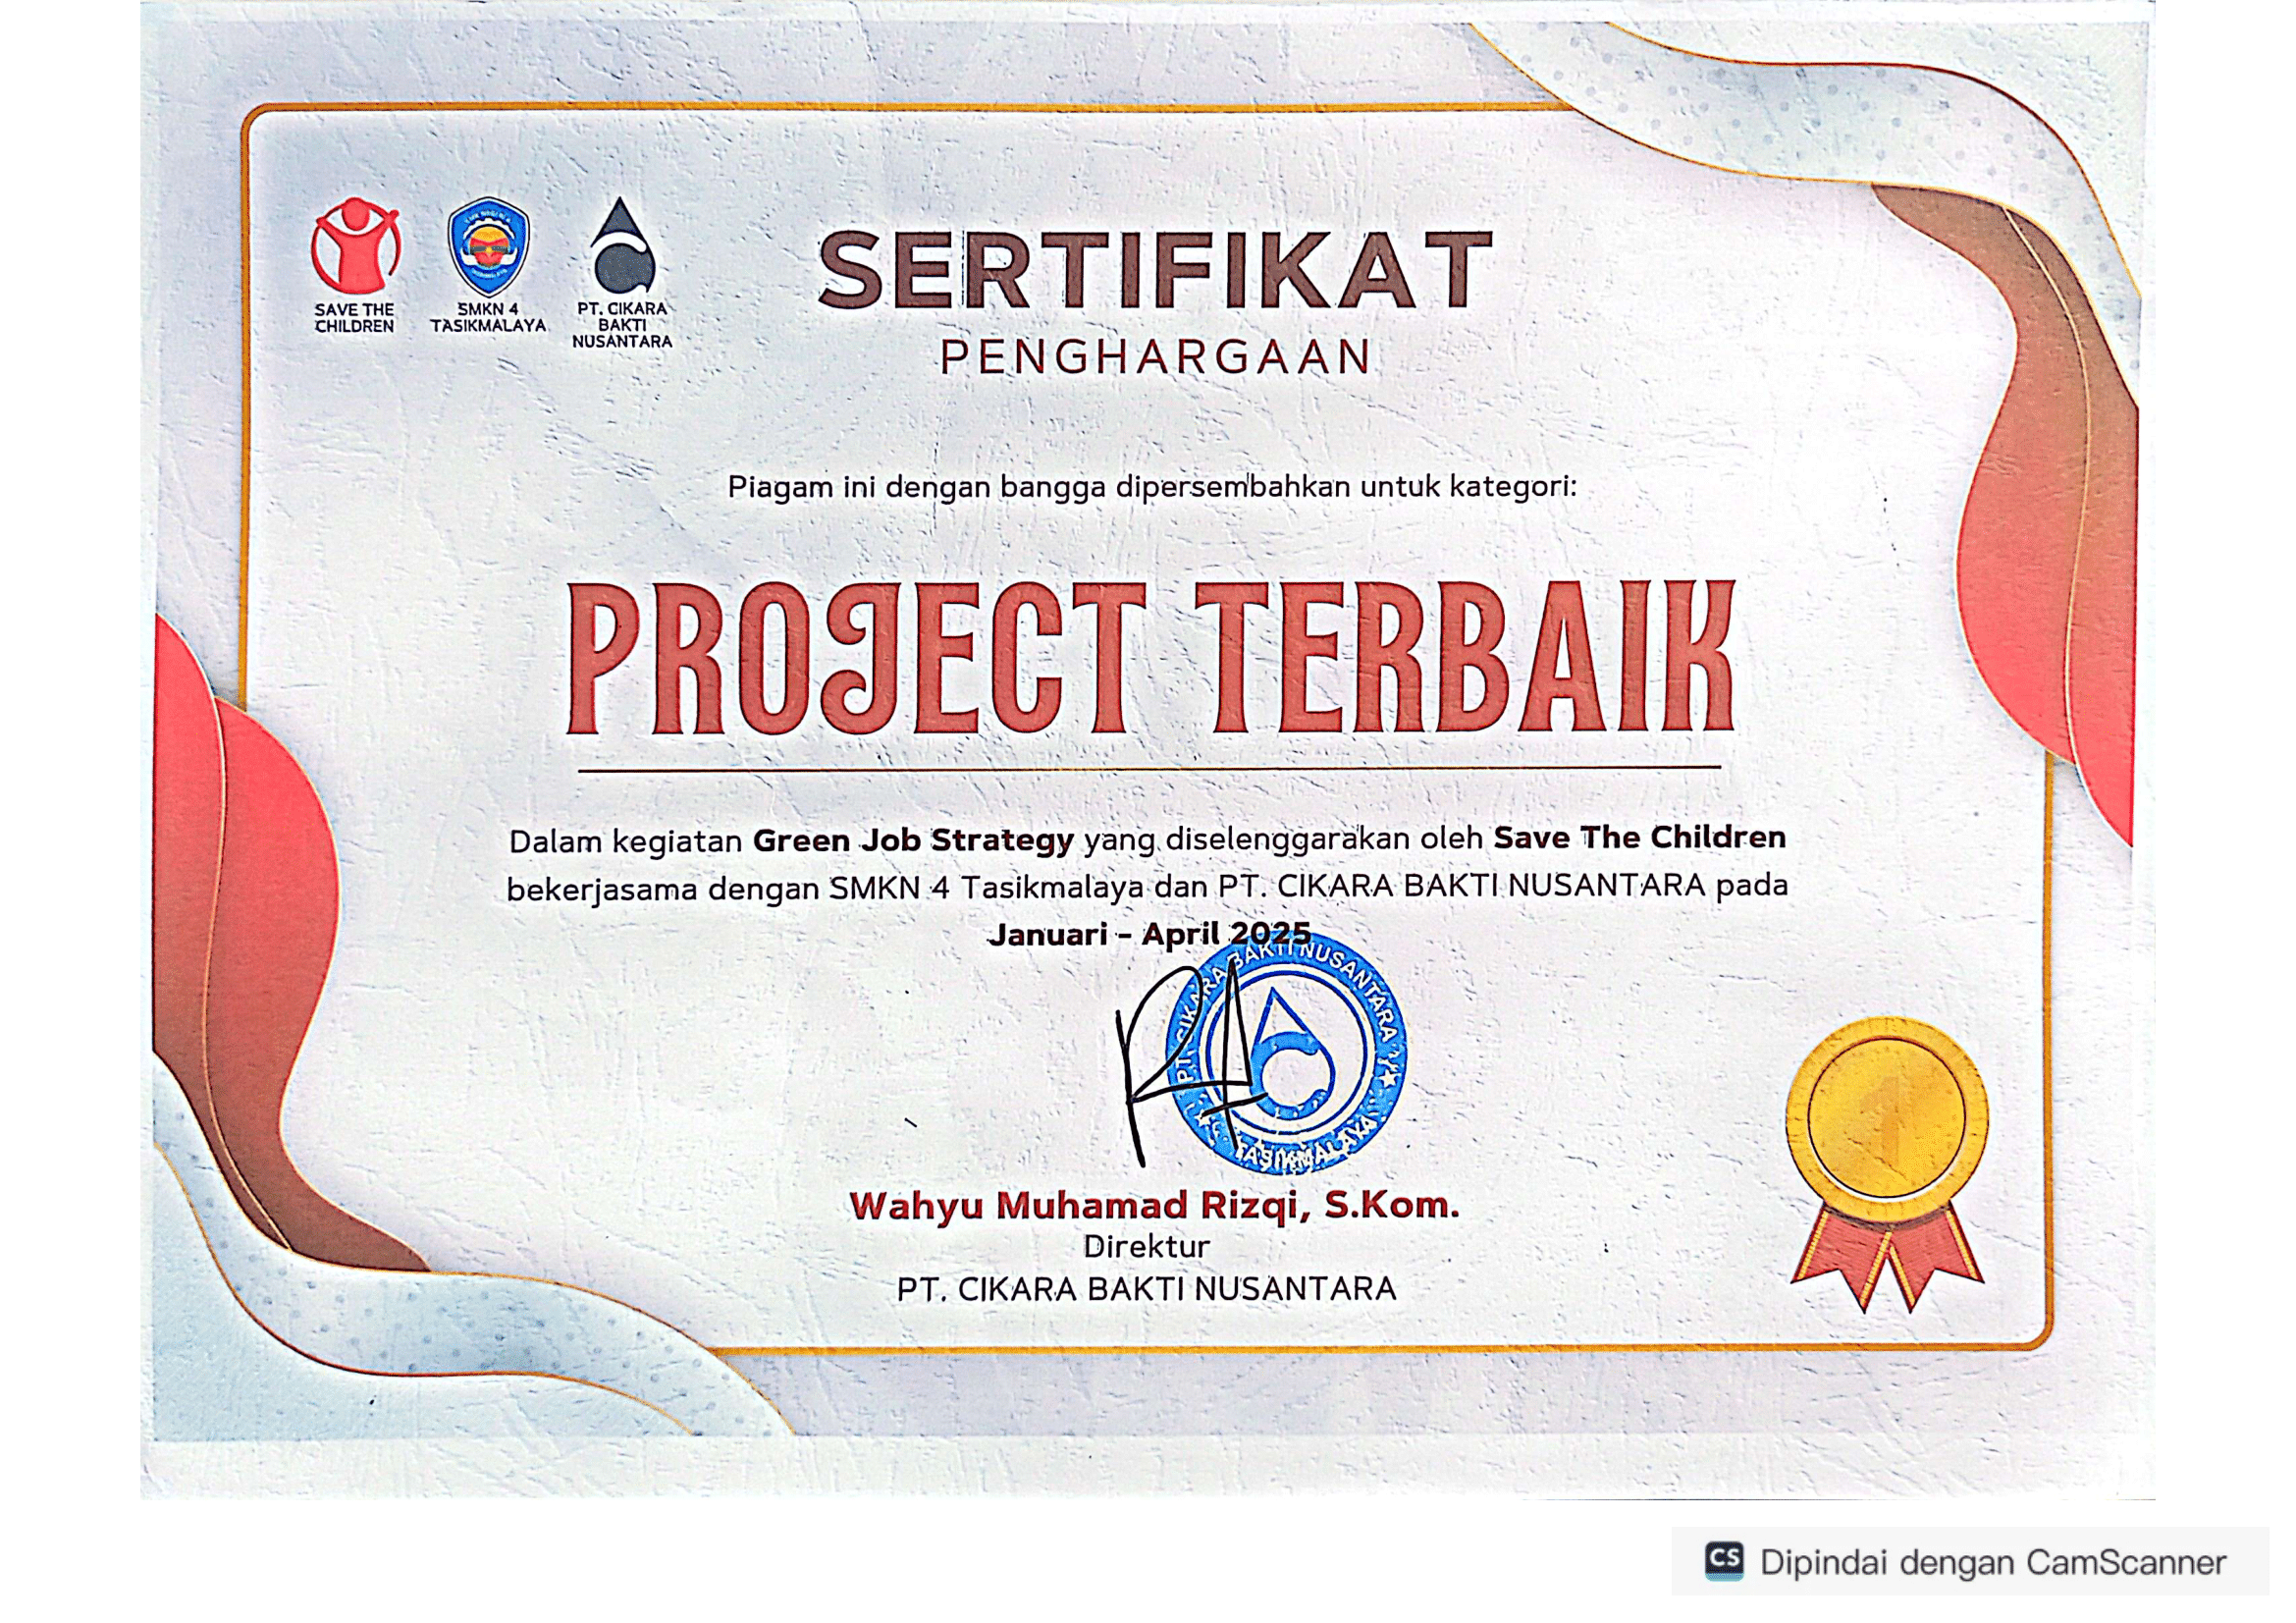 SAVE THE
CHILDREN
SMKN 4
TASIKMALAYA
PT. CIKARA
BAKTI
NUSANTARA
SERTIFIKAT
PENGHARGAAN
Piagam ini dengan bangga dipersembahkan untuk kategori:
PROJECT TERBAIK
Dalam kegiatan Green Job Strategy yang diselenggarakan oleh Save The Children
bekerjasama dengan SMKN 4 Tasikmalaya dan PT. CIKARA BAKTI NUSANTARA pada
Januari - April 2025
PT. CIKARA BAKTI NUSANTARA
TASIKMALAYA
1
Wahyu Muhamad Rizqi, S.Kom.
Direktur
PT. CIKARA BAKTI NUSANTARA
CS Dipindai dengan CamScanner